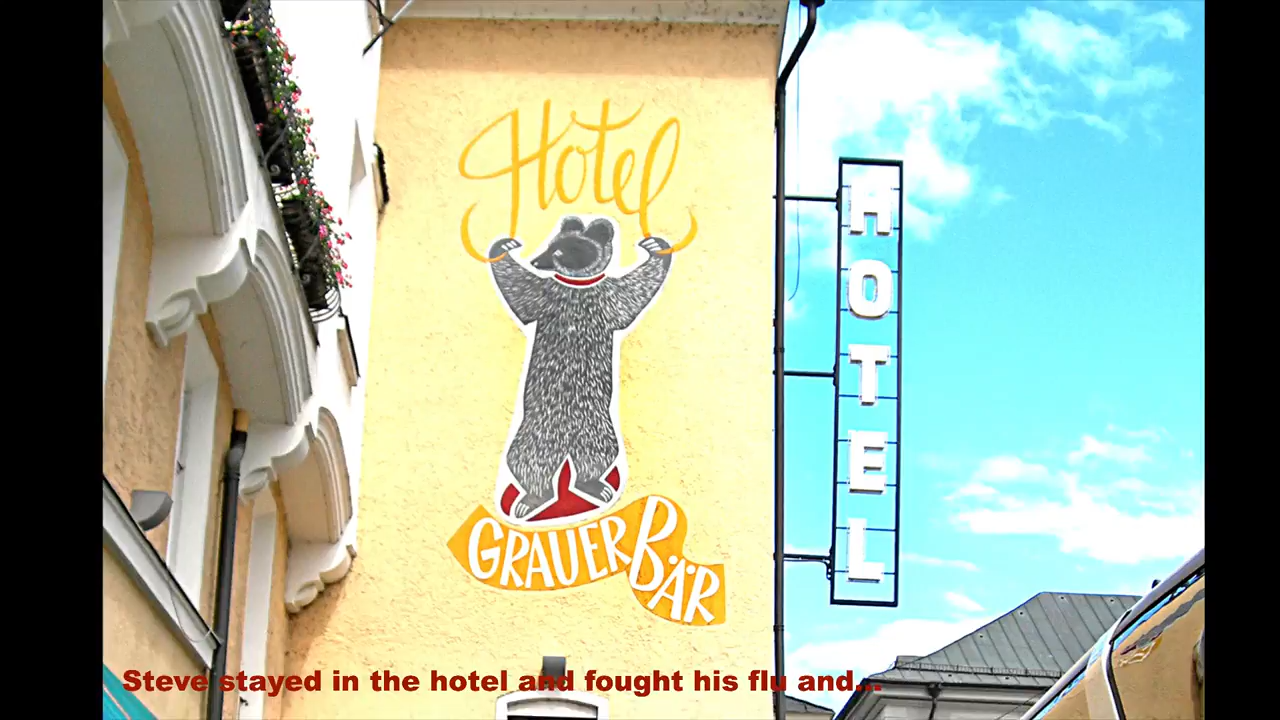 Hotel
GRAUER BÄR
HOTEL
Steve stayed in the hotel and fought his flu and...